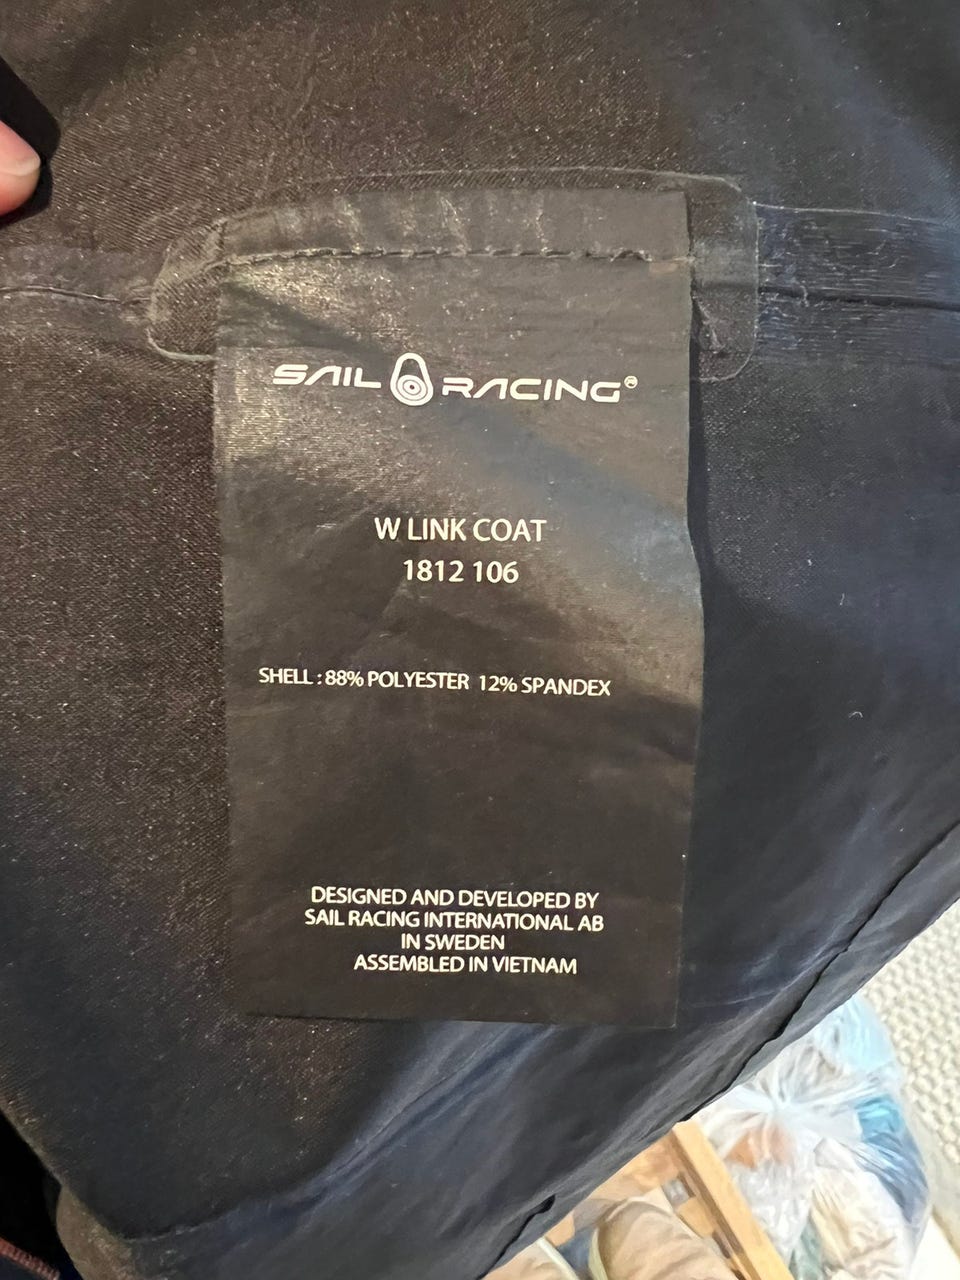 SAIL RACING®
W LINK COAT
1812 106
SHELL : 88% POLYESTER 12% SPANDEX
DESIGNED AND DEVELOPED BY
SAIL RACING INTERNATIONAL AB
IN SWEDEN
ASSEMBLED IN VIETNAM